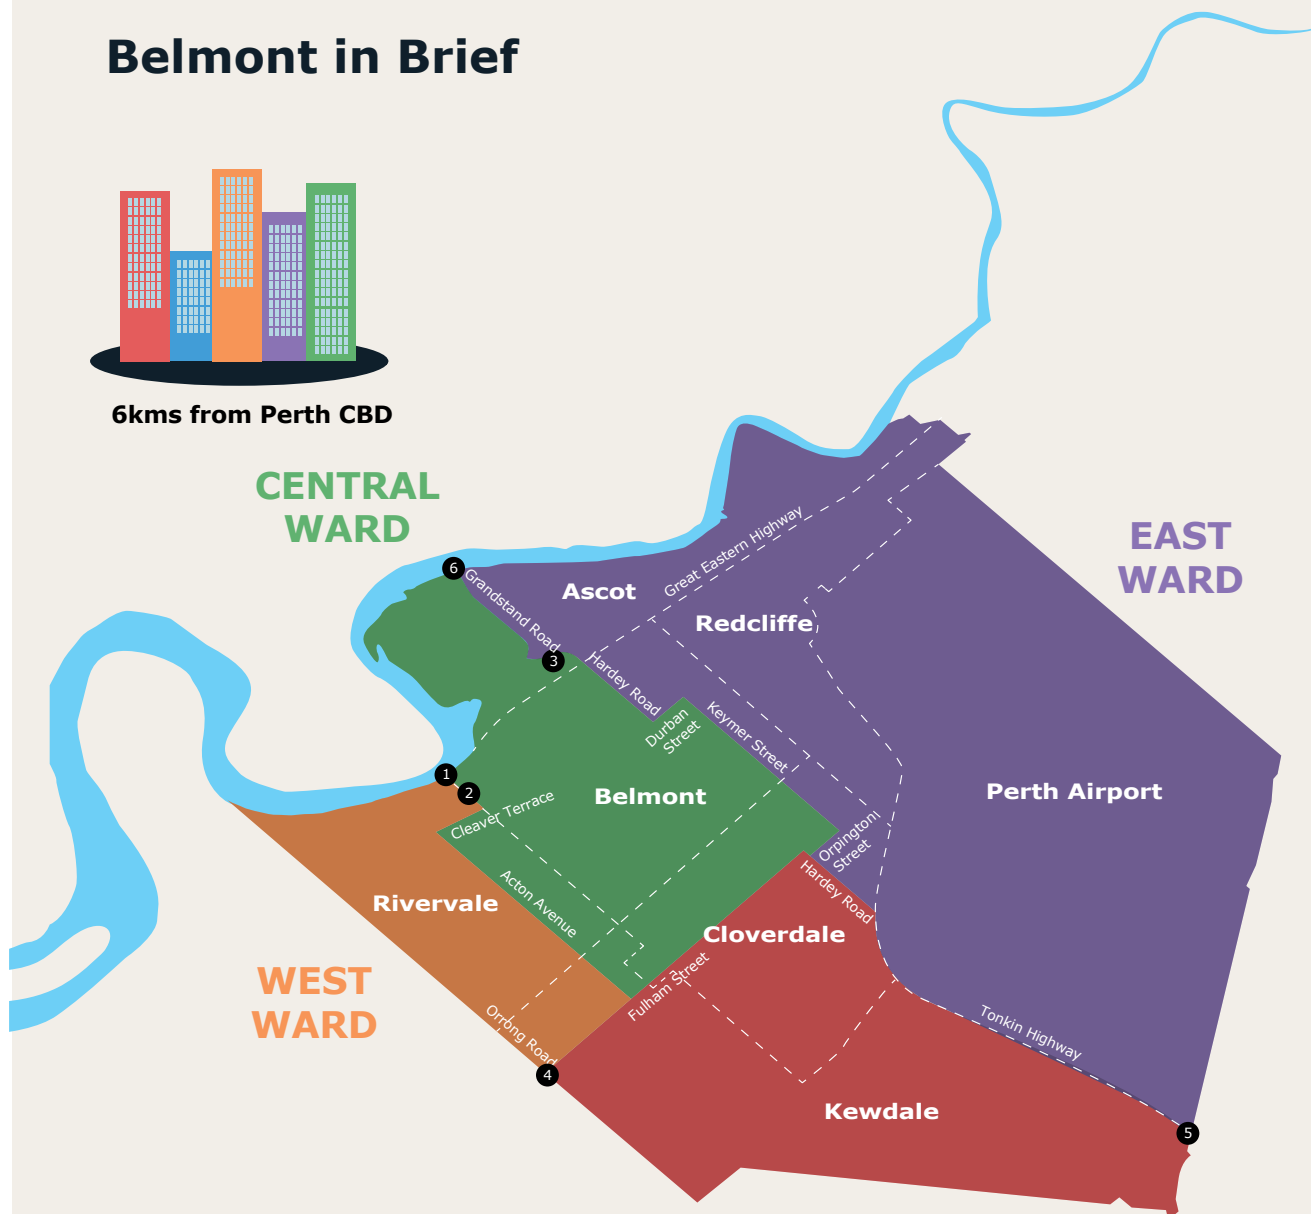 Belmont in Brief
6kms from Perth CBD
CENTRAL
WARD
EAST
WARD
6
Grandstand Road
Ascot
Great Eastern Highway
Redcliffe
3
Hardey Road
Durban
Street
Keymer Street
1
2
Cleaver Terrace
Belmont
Perth Airport
Orpington
Street
Acton Avenue
Rivervale
Hardey Road
Cloverdale
WEST
WARD
Fulham Street
Orrong Road
4
Tonkin Highway
Kewdale
5